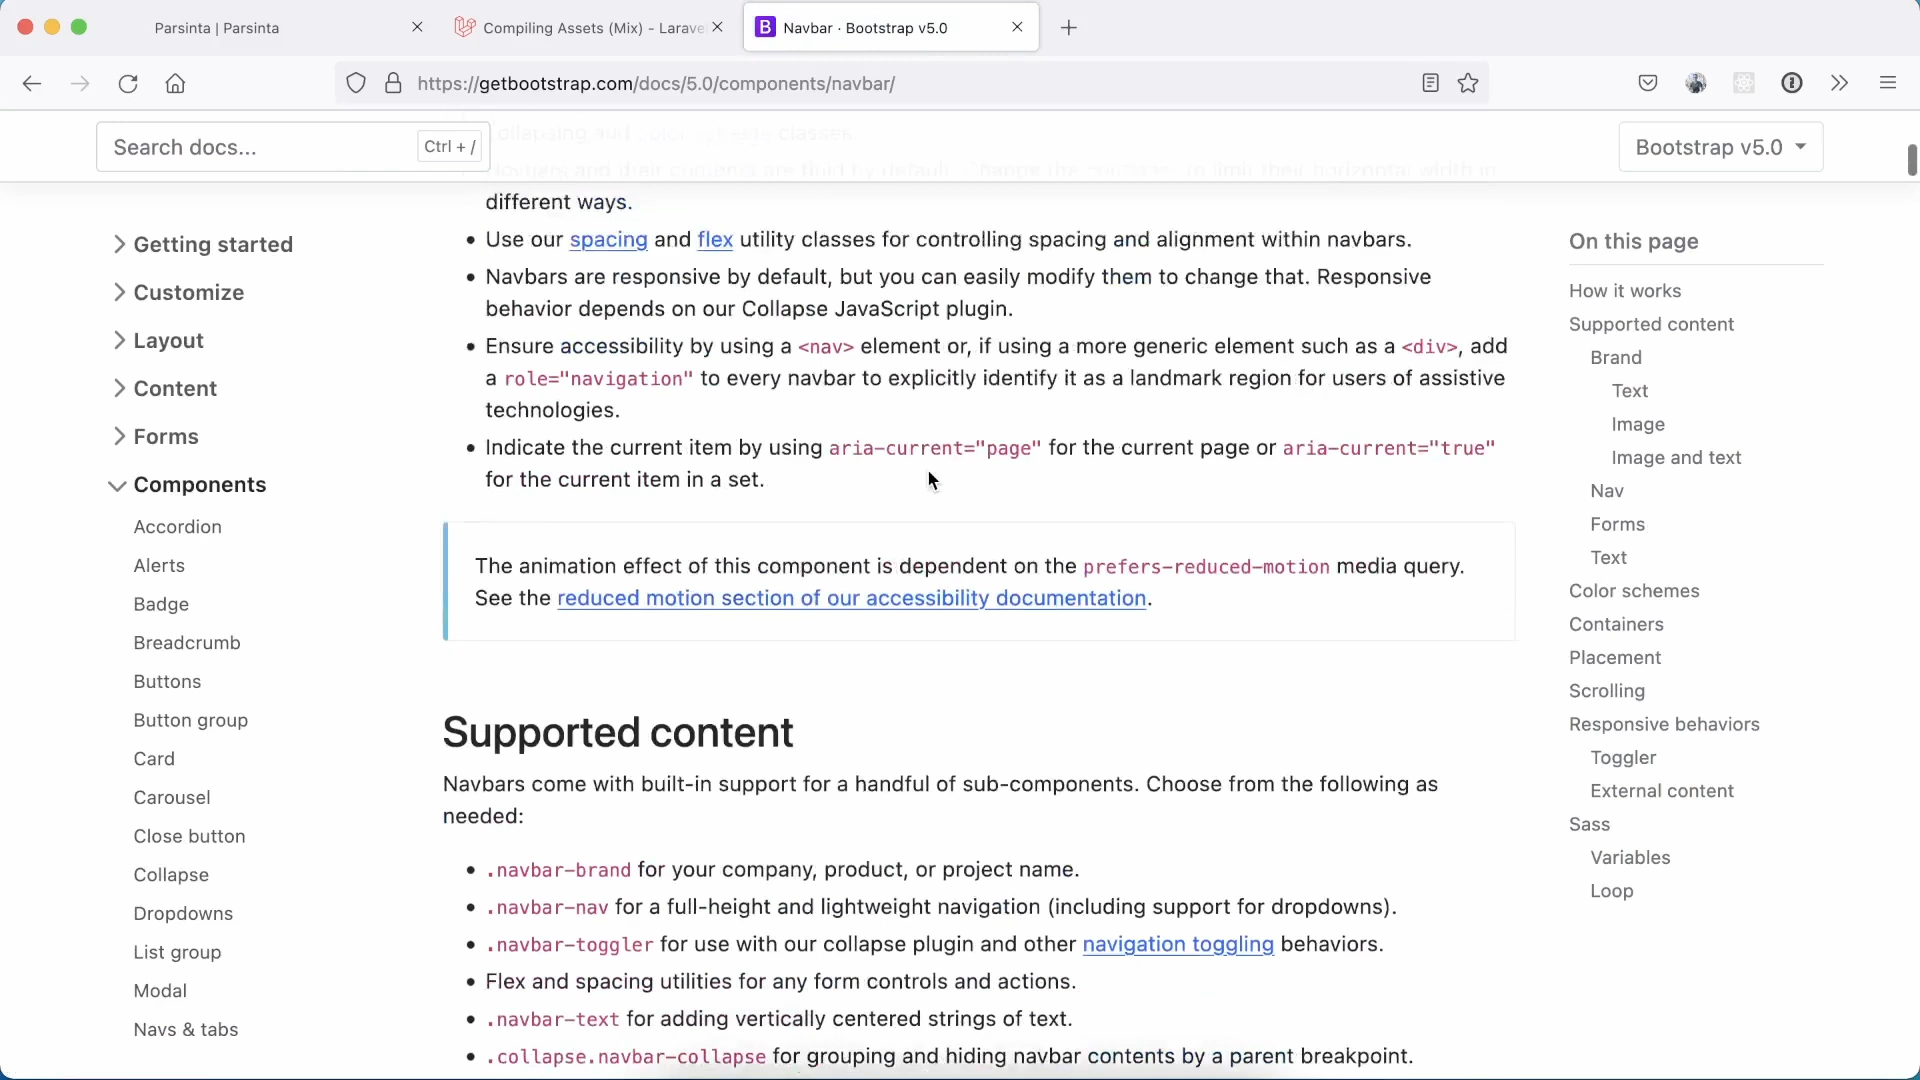 Parsinta | Parsinta
Compiling Assets (Mix) - Larave
Navbar · Bootstrap v5.0
https://getbootstrap.com/docs/5.0/components/navbar/
Search docs...
Ctrl + /
Bootstrap v5.0
Getting started
Customize
Layout
Content
Forms
Components
Accordion
Alerts
Badge
Breadcrumb
Buttons
Button group
Card
Carousel
Close button
Collapse
Dropdowns
List group
Modal
Navs & tabs
different ways.
Use our spacing and flex utility classes for controlling spacing and alignment within navbars.
Navbars are responsive by default, but you can easily modify them to change that. Responsive
behavior depends on our Collapse JavaScript plugin.
Ensure accessibility by using a <nav> element or, if using a more generic element such as a <div>, add
a role="navigation" to every navbar to explicitly identify it as a landmark region for users of assistive
technologies.
Indicate the current item by using aria-current="page" for the current page or aria-current="true"
for the current item in a set.
The animation effect of this component is dependent on the prefers-reduced-motion media query.
See the reduced motion section of our accessibility documentation.
Supported content
Navbars come with built-in support for a handful of sub-components. Choose from the following as
needed:
.navbar-brand for your company, product, or project name.
.navbar-nav for a full-height and lightweight navigation (including support for dropdowns).
.navbar-toggler for use with our collapse plugin and other navigation toggling behaviors.
Flex and spacing utilities for any form controls and actions.
.navbar-text for adding vertically centered strings of text.
.collapse.navbar-collapse for grouping and hiding navbar contents by a parent breakpoint.
On this page
How it works
Supported content
Brand
Text
Image
Image and text
Nav
Forms
Text
Color schemes
Containers
Placement
Scrolling
Responsive behaviors
Toggler
External content
Sass
Variables
Loop